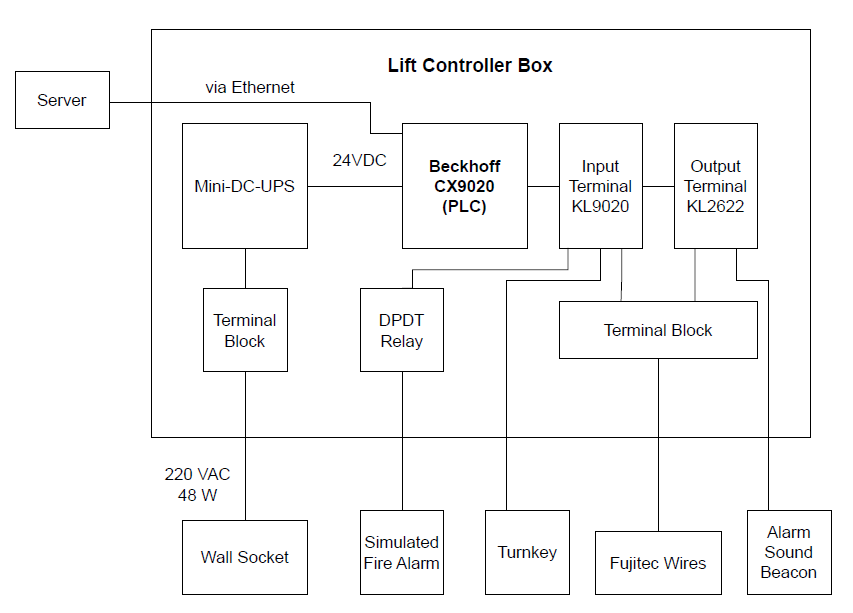 Lift Controller Box
via Ethernet
Server
Mini-DC-UPS
24VDC
Beckhoff
CX9020
(PLC)
Input
Terminal
KL9020
Output
Terminal
KL2622
Terminal
Block
DPDT
Relay
Terminal Block
220 VAC
48 W
Wall Socket
Simulated
Fire Alarm
Turnkey
Fujitec Wires
Alarm
Sound
Beacon